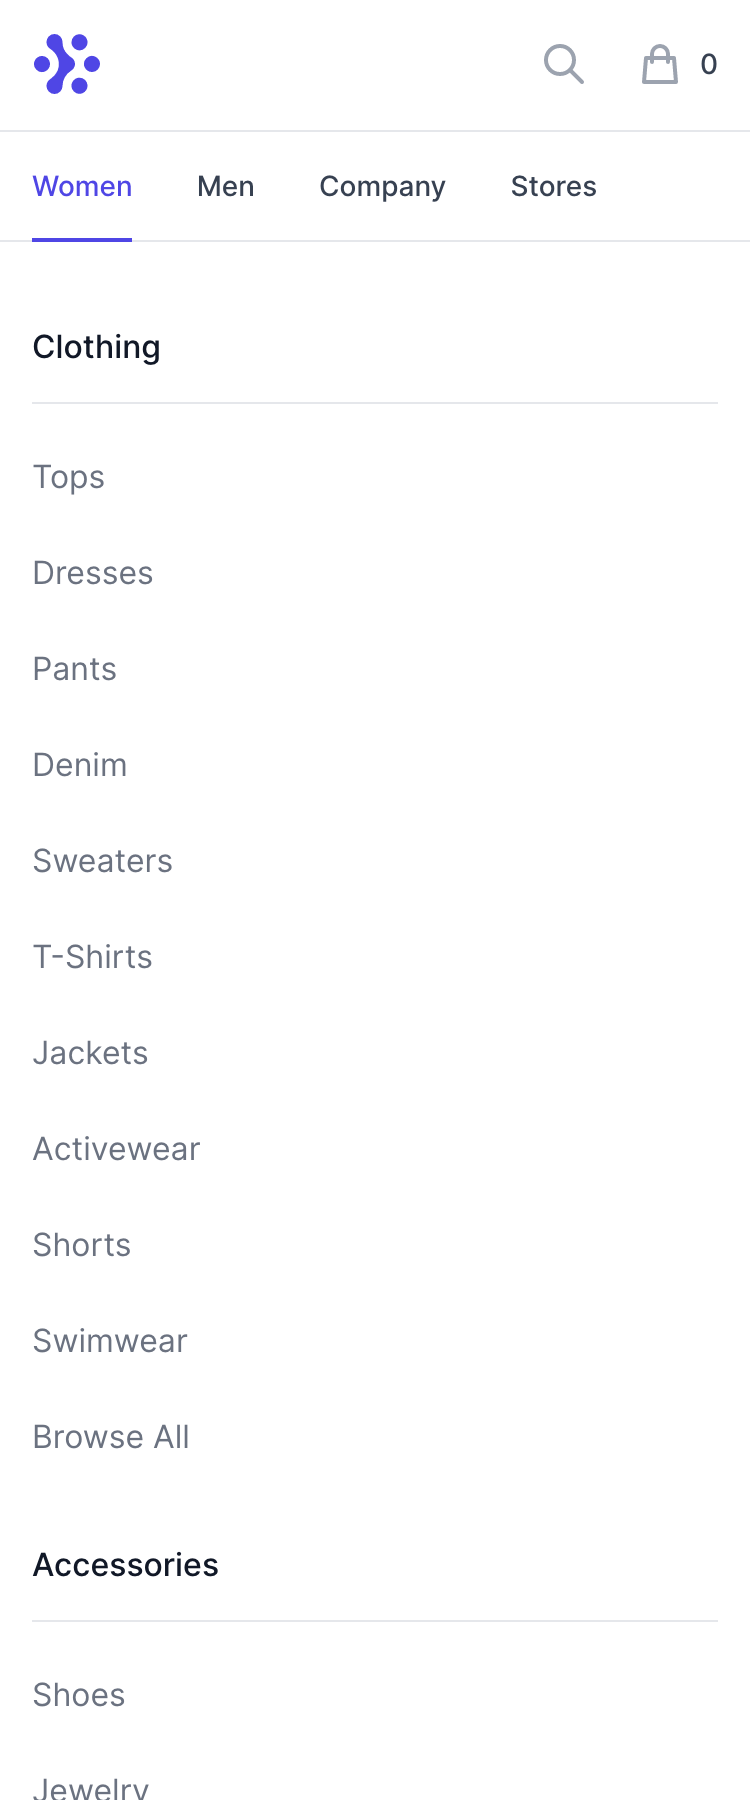 0
Women Men Company Stores
Clothing
Tops
Dresses
Pants
Denim
Sweaters
T-Shirts
Jackets
Activewear
Shorts
Swimwear
Browse All
Accessories
Shoes
Jewelry